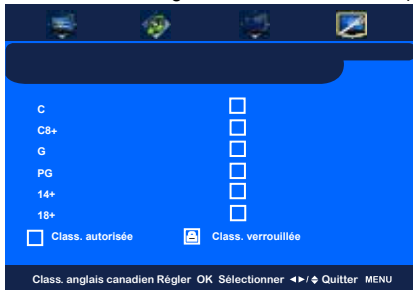 C
C8+
G
PG
14+
18+
Class. autorisée Class. verrouillée
Class. anglais canadien Régler OK Sélectionner ◄►/⬍ Quitter MENU